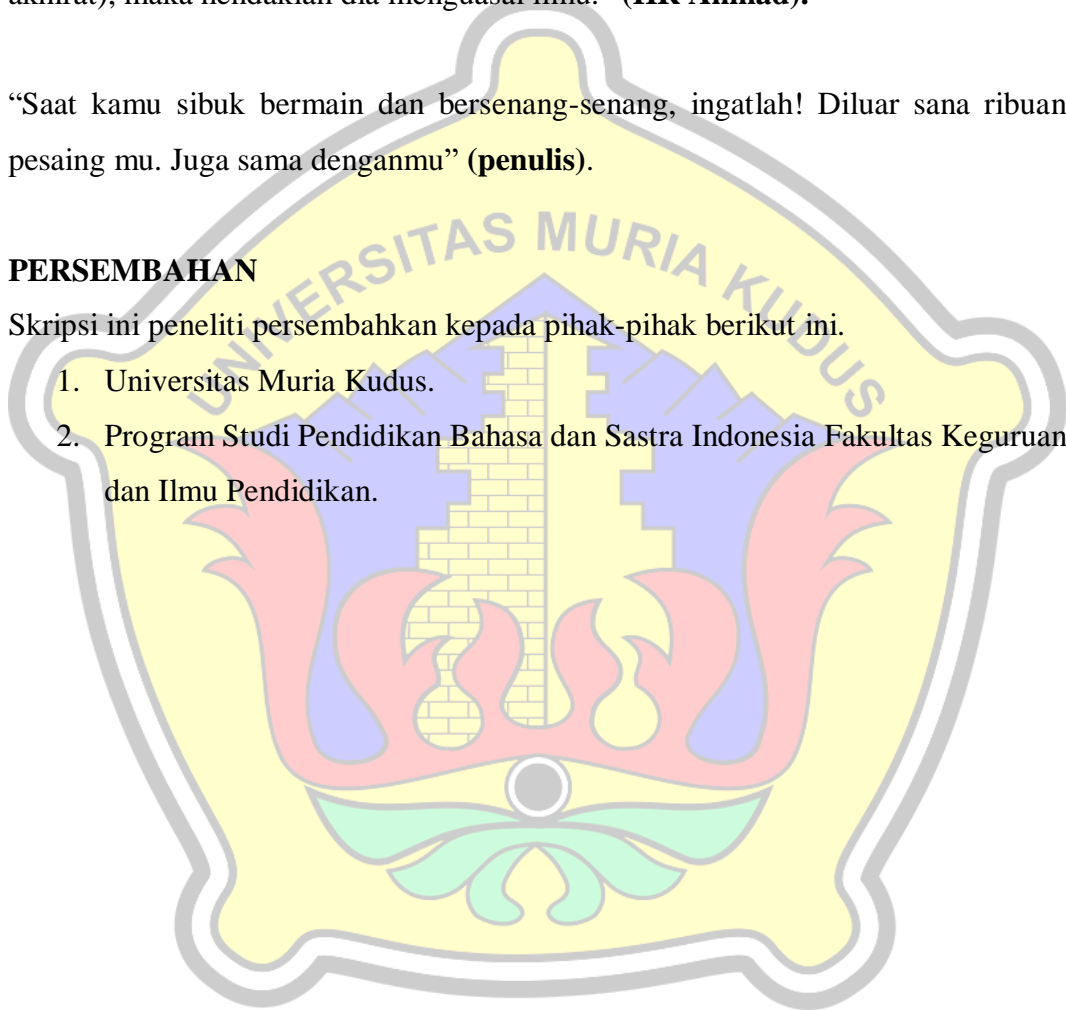 akhirat), maka hendaklah dia menguasai ilmu.” (HR Ahmad).
“Saat kamu sibuk bermain dan bersenang-senang, ingatlah! Diluar sana ribuan
pesaing mu. Juga sama denganmu” (penulis).
UNIVERSITAS MURIA KUDUS
PERSEMBAHAN
Skripsi ini peneliti persembahkan kepada pihak-pihak berikut ini.
1. Universitas Muria Kudus.
2. Program Studi Pendidikan Bahasa dan Sastra Indonesia Fakultas Keguruan
dan Ilmu Pendidikan.